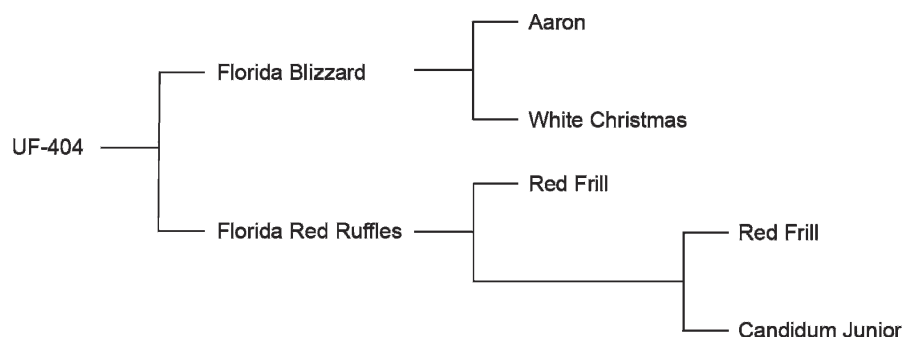 Aaron
Florida Blizzard
White Christmas
UF-404
Red Frill
Florida Red Ruffles
Red Frill
Candidum Junior